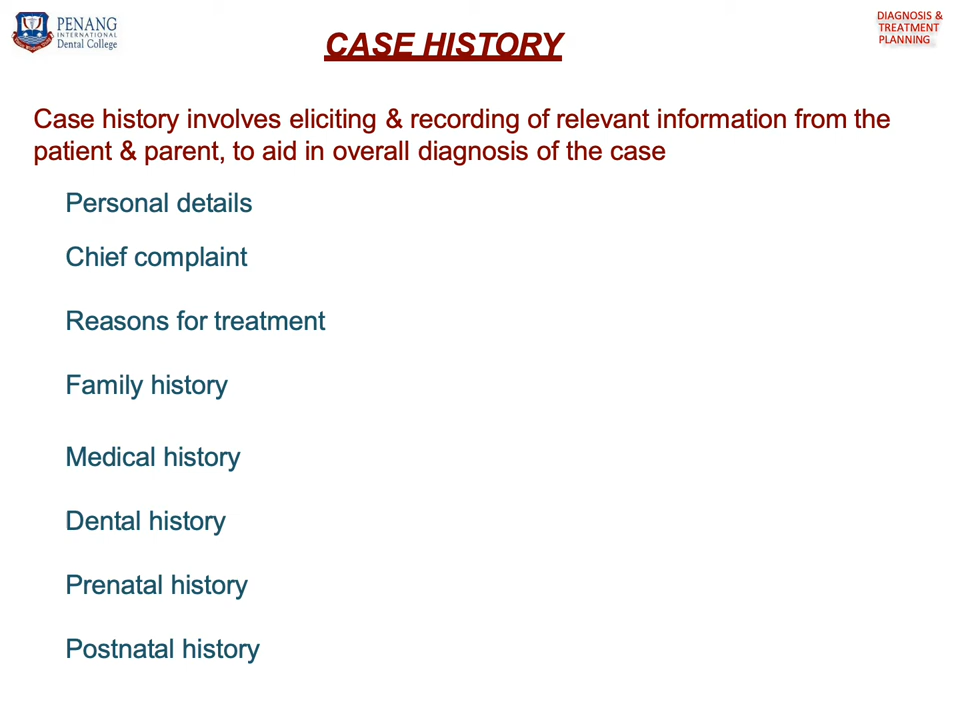 PENANG
INTERNATIONAL
Dental College
DIAGNOSIS &
TREATMENT
PLANNING
CASE HISTORY
Case history involves eliciting & recording of relevant information from the
patient & parent, to aid in overall diagnosis of the case
Personal details
Chief complaint
Reasons for treatment
Family history
Medical history
Dental history
Prenatal history
Postnatal history